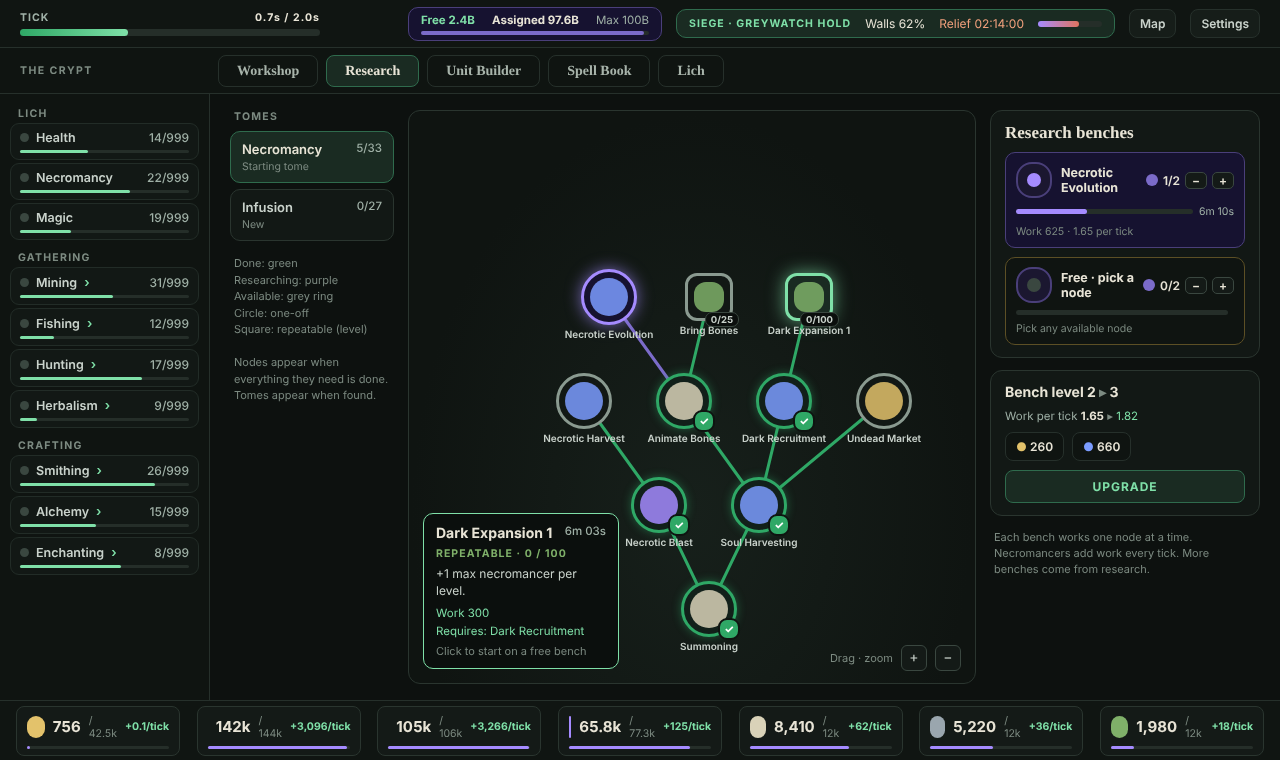 TICK
0.7s / 2.0s
Free 2.4B Assigned 97.6B Max 100B
SIEGE · GREYWATCH HOLD Walls 62% Relief 02:14:00
Map
Settings
THE CRYPT
Workshop
Research
Unit Builder
Spell Book
Lich
LICH
Health 14/999
Necromancy 22/999
Magic 19/999
GATHERING
Mining › 31/999
Fishing › 12/999
Hunting › 17/999
Herbalism › 9/999
CRAFTING
Smithing › 26/999
Alchemy › 15/999
Enchanting › 8/999
TOMES
Necromancy 5/33
Starting tome
Infusion 0/27
New
Done: green
Researching: purple
Available: grey ring
Circle: one-off
Square: repeatable (level)
Nodes appear when
everything they need is done.
Tomes appear when found.
0/25
0/100
Necrotic Evolution
Bring Bones
Dark Expansion 1
Necrotic Harvest
Animate Bones
Dark Recruitment
Undead Market
Necrotic Blast
Soul Harvesting
Summoning
Dark Expansion 1 6m 03s
REPEATABLE · 0 / 100
+1 max necromancer per
level.
Work 300
Requires: Dark Recruitment
Click to start on a free bench
Drag · zoom + −
Research benches
Necrotic
Evolution
1/2 − +
6m 10s
Work 625 · 1.65 per tick
Free · pick a
node
0/2 − +
Pick any available node
Bench level 2 ▸ 3
Work per tick 1.65 ▸ 1.82
260
660
UPGRADE
Each bench works one node at a time.
Necromancers add work every tick. More
benches come from research.
756 / 42.5k +0.1/tick
142k / 144k +3,096/tick
105k / 106k +3,266/tick
65.8k / 77.3k +125/tick
8,410 / 12k +62/tick
5,220 / 12k +36/tick
1,980 / 12k +18/tick